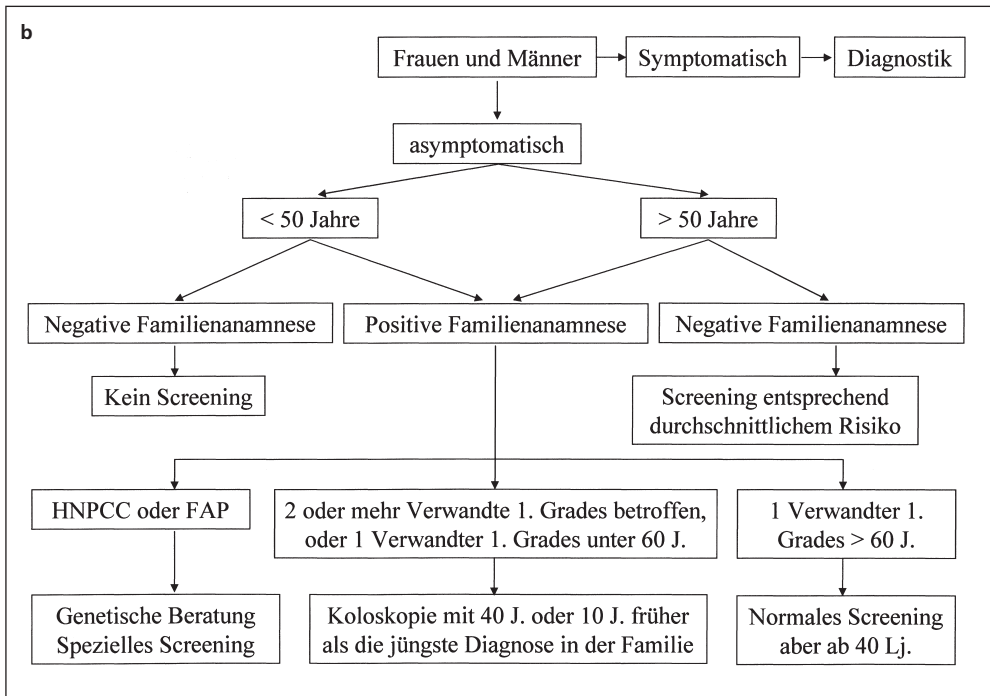 b
Frauen und Männer
Symptomatisch
Diagnostik
asymptomatisch
< 50 Jahre
> 50 Jahre
Negative Familienanamnese
Positive Familienanamnese
Negative Familienanamnese
Kein Screening
Screening entsprechend
durchschnittlichem Risiko
HNPCC oder FAP
2 oder mehr Verwandte 1. Grades betroffen,
oder 1 Verwandter 1. Grades unter 60 J.
1 Verwandter 1.
Grades > 60 J.
Genetische Beratung
Spezielles Screening
Koloskopie mit 40 J. oder 10 J. früher
als die jüngste Diagnose in der Familie
Normales Screening
aber ab 40 Lj.